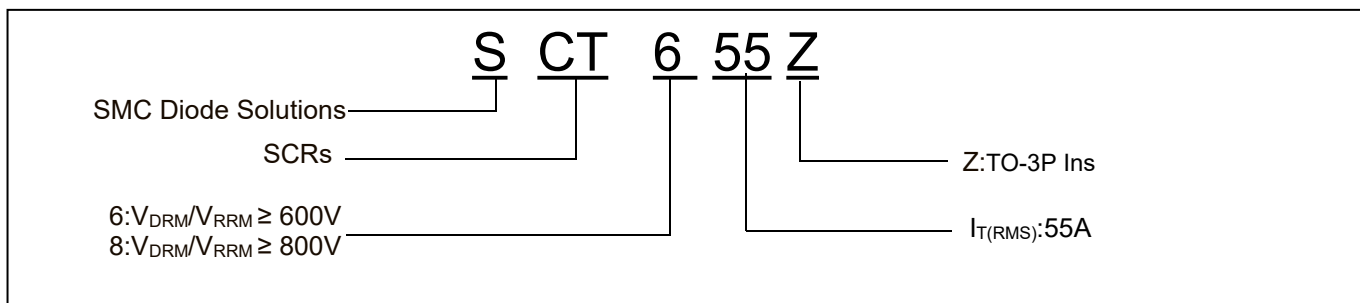 S CT 6 55 Z
SMC Diode Solutions
SCRs
Z:TO-3P Ins
6:VDRM/VRRM ≥ 600V
8:VDRM/VRRM ≥ 800V
IT(RMS):55A